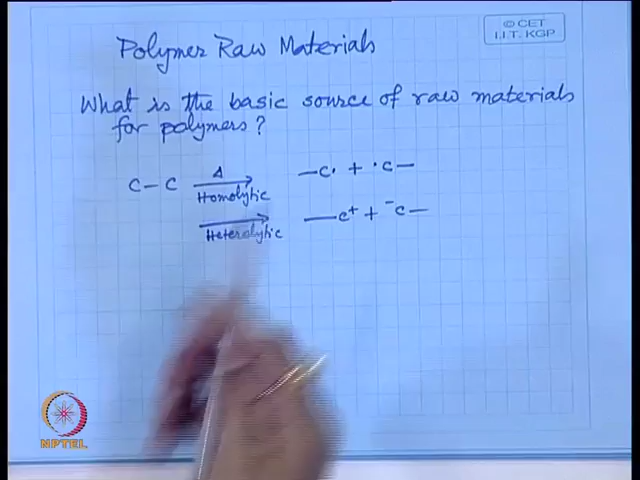 © CET
I.I.T. KGP
Polymer Raw Materials
What is the basic source of raw materials
for polymers?
C – C Δ → Homolytic —C· + ·C—
→ Heterolytic —C⁺ + ⁻C—
NPTEL